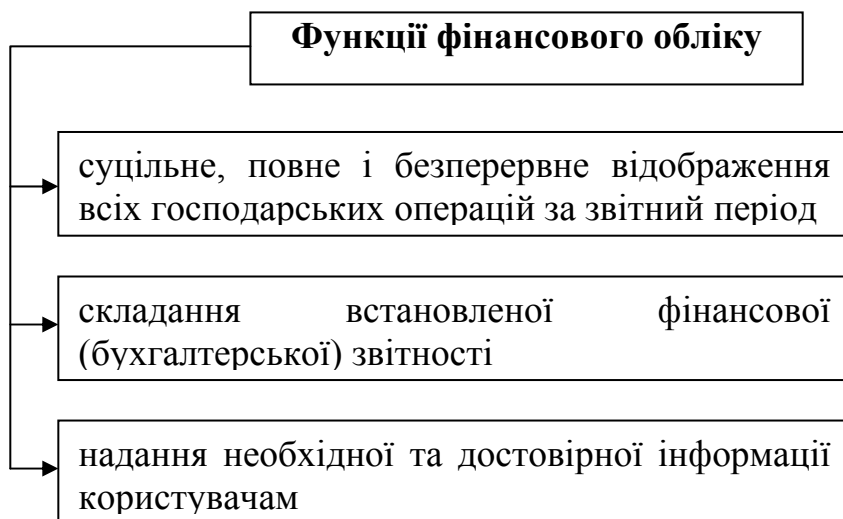 Функції фінансового обліку
суцільне, повне і безперервне відображення
всіх господарських операцій за звітний період
складання встановленої фінансової
(бухгалтерської) звітності
надання необхідної та достовірної інформації
користувачам